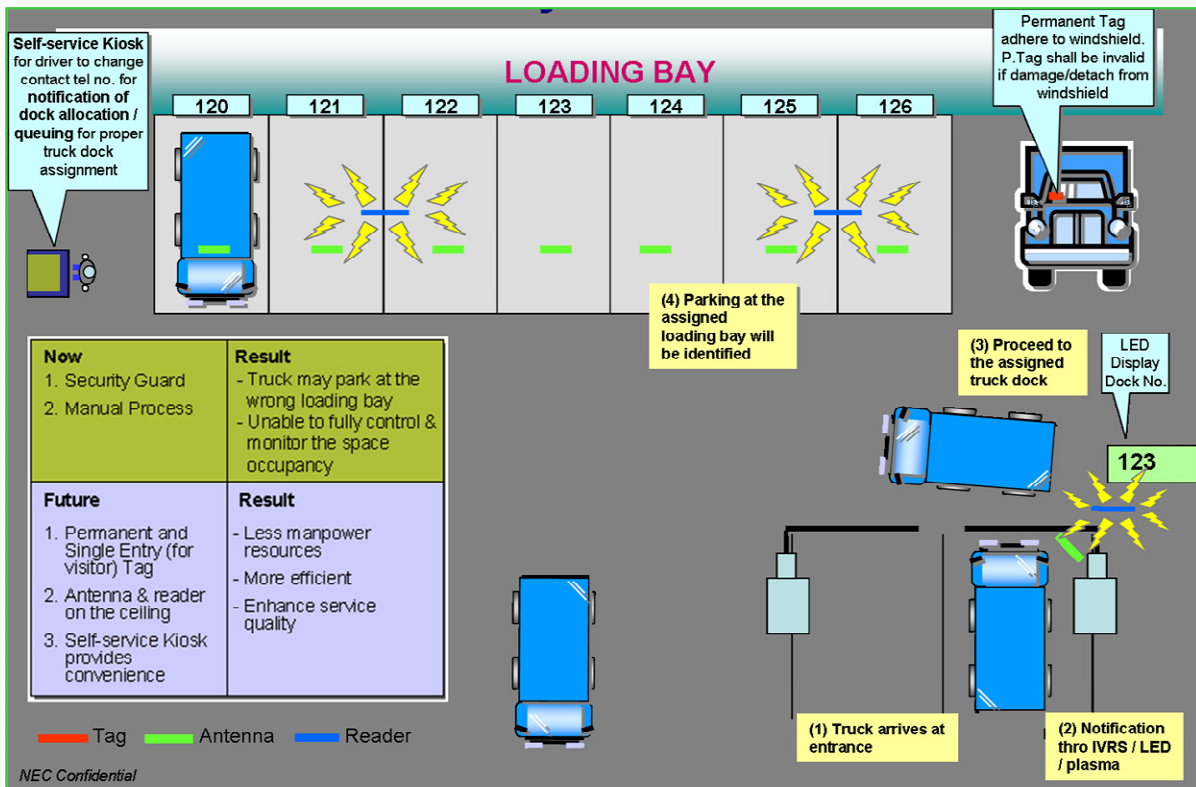 Self-service Kiosk
for driver to change
contact tel no. for
notification of
dock allocation /
queuing for proper
truck dock
assignment
LOADING BAY
Permanent Tag
adhere to windshield.
P.Tag shall be invalid
if damage/detach from
windshield
120
121
122
123
124
125
126
(4) Parking at the
assigned
loading bay will
be identified
(3) Proceed to
the assigned
truck dock
LED
Display
Dock No.
123
Now
1. Security Guard
2. Manual Process
Result
- Truck may park at the
wrong loading bay
- Unable to fully control &
monitor the space
occupancy
Future
1. Permanent and
Single Entry (for
visitor) Tag
2. Antenna & reader
on the ceiling
3. Self-service Kiosk
provides
convenience
Result
- Less manpower
resources
- More efficient
- Enhance service
quality
(1) Truck arrives at
entrance
(2) Notification
thro IVRS / LED
/ plasma
Tag
Antenna
Reader
NEC Confidential